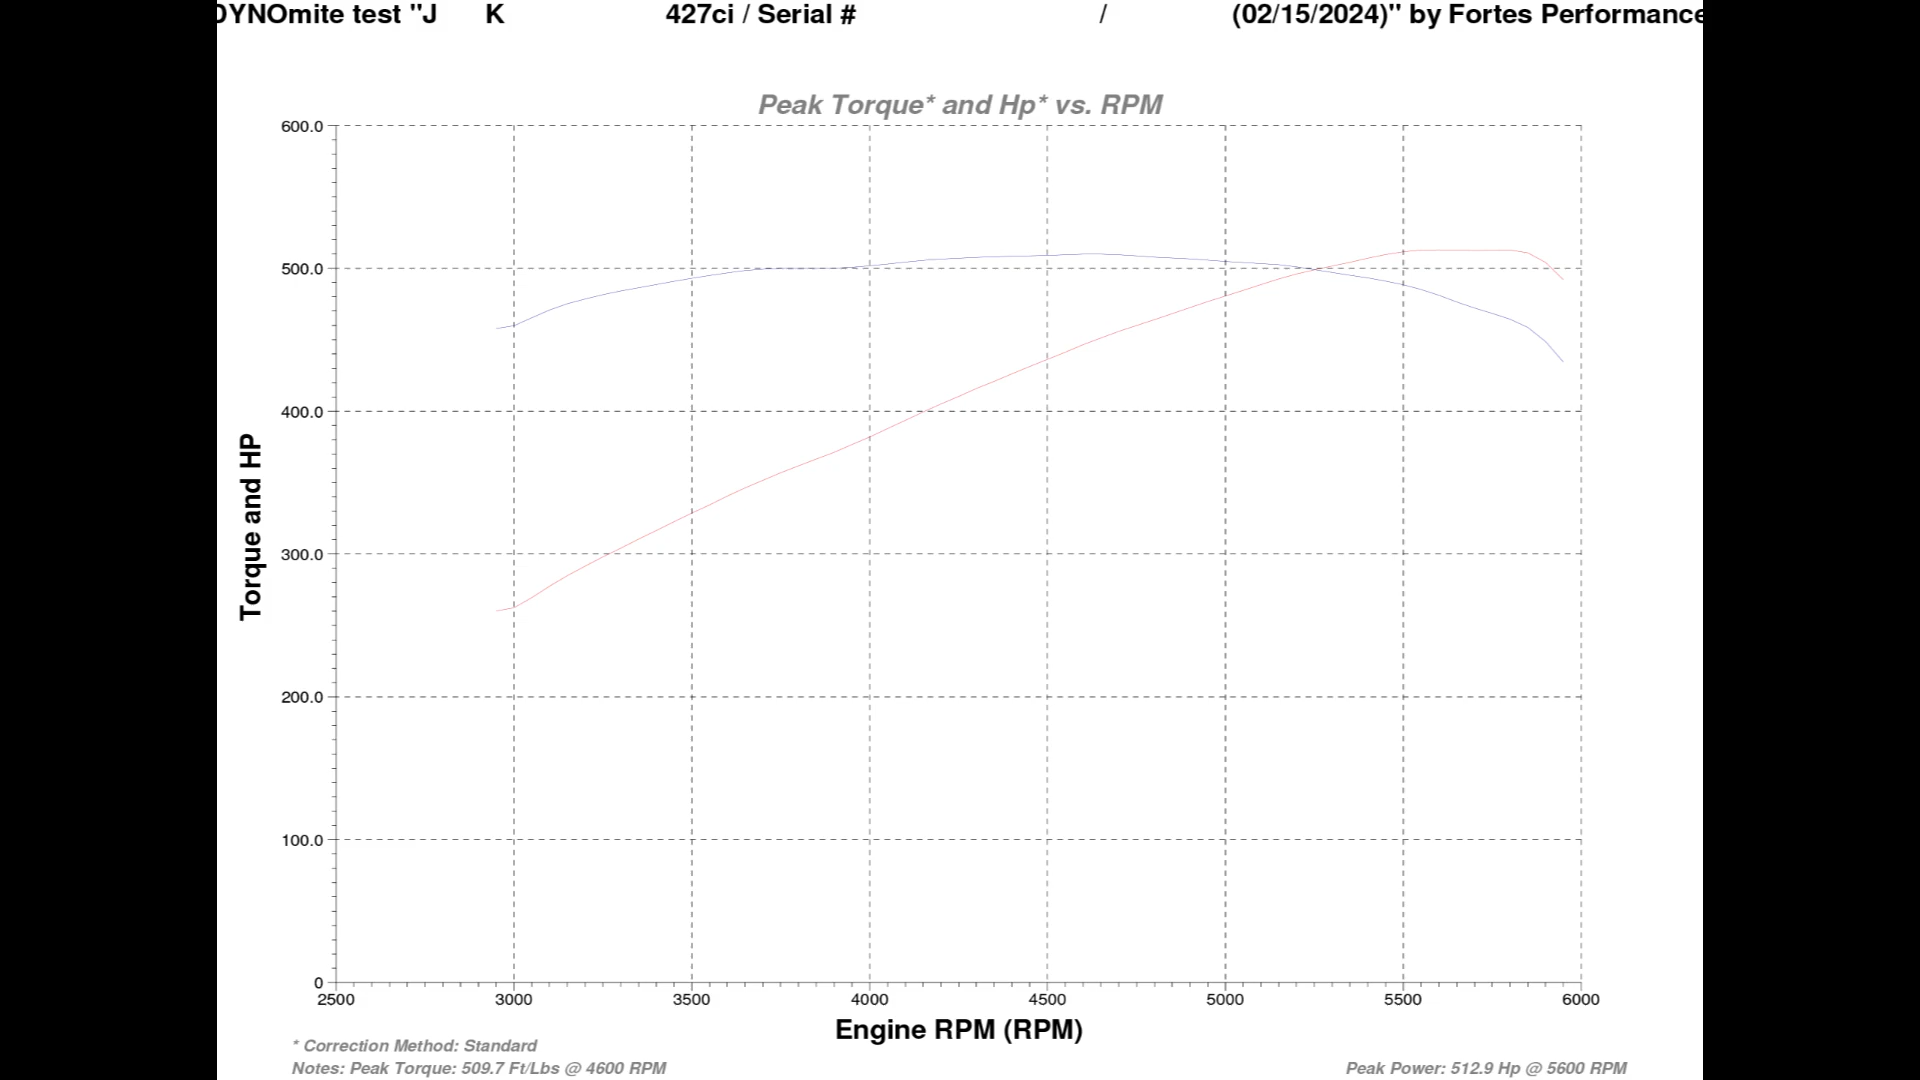 DYNOmite test "J K 427ci / Serial # / (02/15/2024)" by Fortes Performance
Peak Torque* and Hp* vs. RPM
600.0
500.0
400.0
300.0
200.0
100.0
0
Torque and HP
2500 3000 3500 4000 4500 5000 5500 6000
Engine RPM (RPM)
* Correction Method: Standard
Notes: Peak Torque: 509.7 Ft/Lbs @ 4600 RPM Peak Power: 512.9 Hp @ 5600 RPM